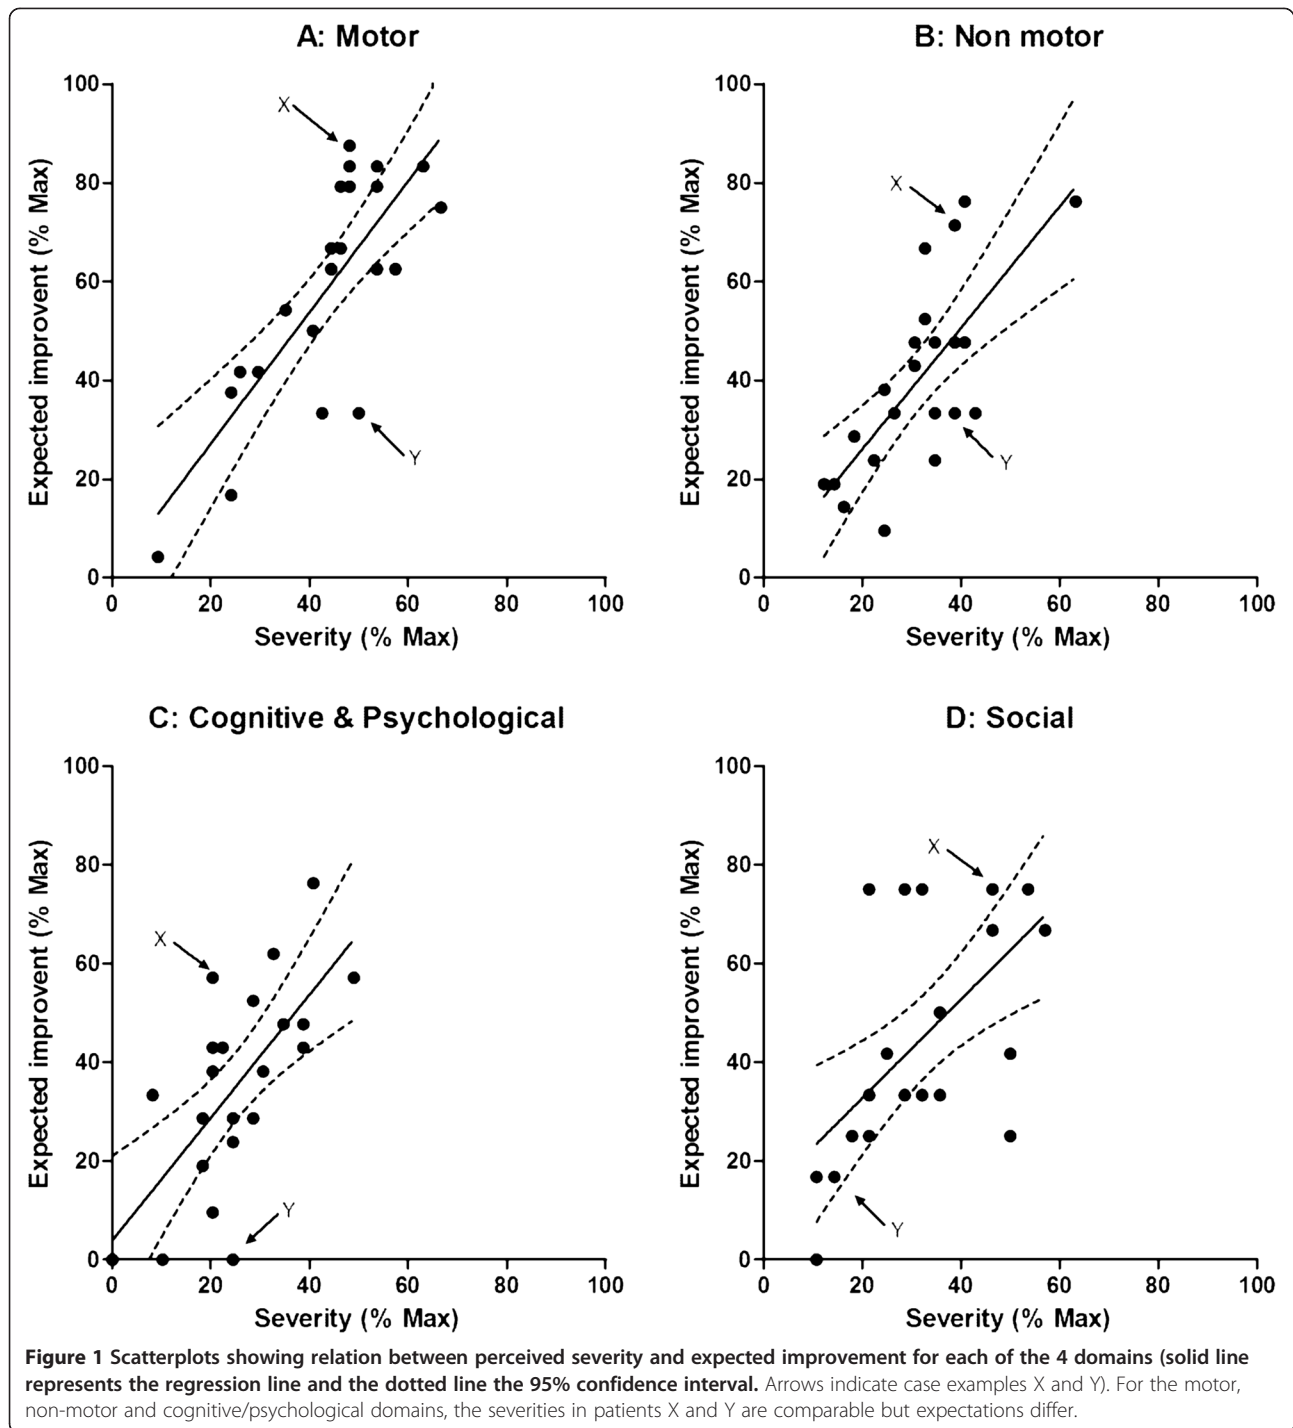 A: Motor
Expected improvent (% Max)
100
80
60
40
20
0
X
Y
0 20 40 60 80 100
Severity (% Max)
B: Non motor
Expected improvent (% Max)
100
80
60
40
20
0
X
Y
0 20 40 60 80 100
Severity (% Max)
C: Cognitive & Psychological
Expected improvent (% Max)
100
80
60
40
20
0
X
Y
0 20 40 60 80 100
Severity (% Max)
D: Social
Expected improvent (% Max)
100
80
60
40
20
0
X
Y
0 20 40 60 80 100
Severity (% Max)
Figure 1 Scatterplots showing relation between perceived severity and expected improvement for each of the 4 domains (solid line
represents the regression line and the dotted line the 95% confidence interval. Arrows indicate case examples X and Y). For the motor,
non-motor and cognitive/psychological domains, the severities in patients X and Y are comparable but expectations differ.